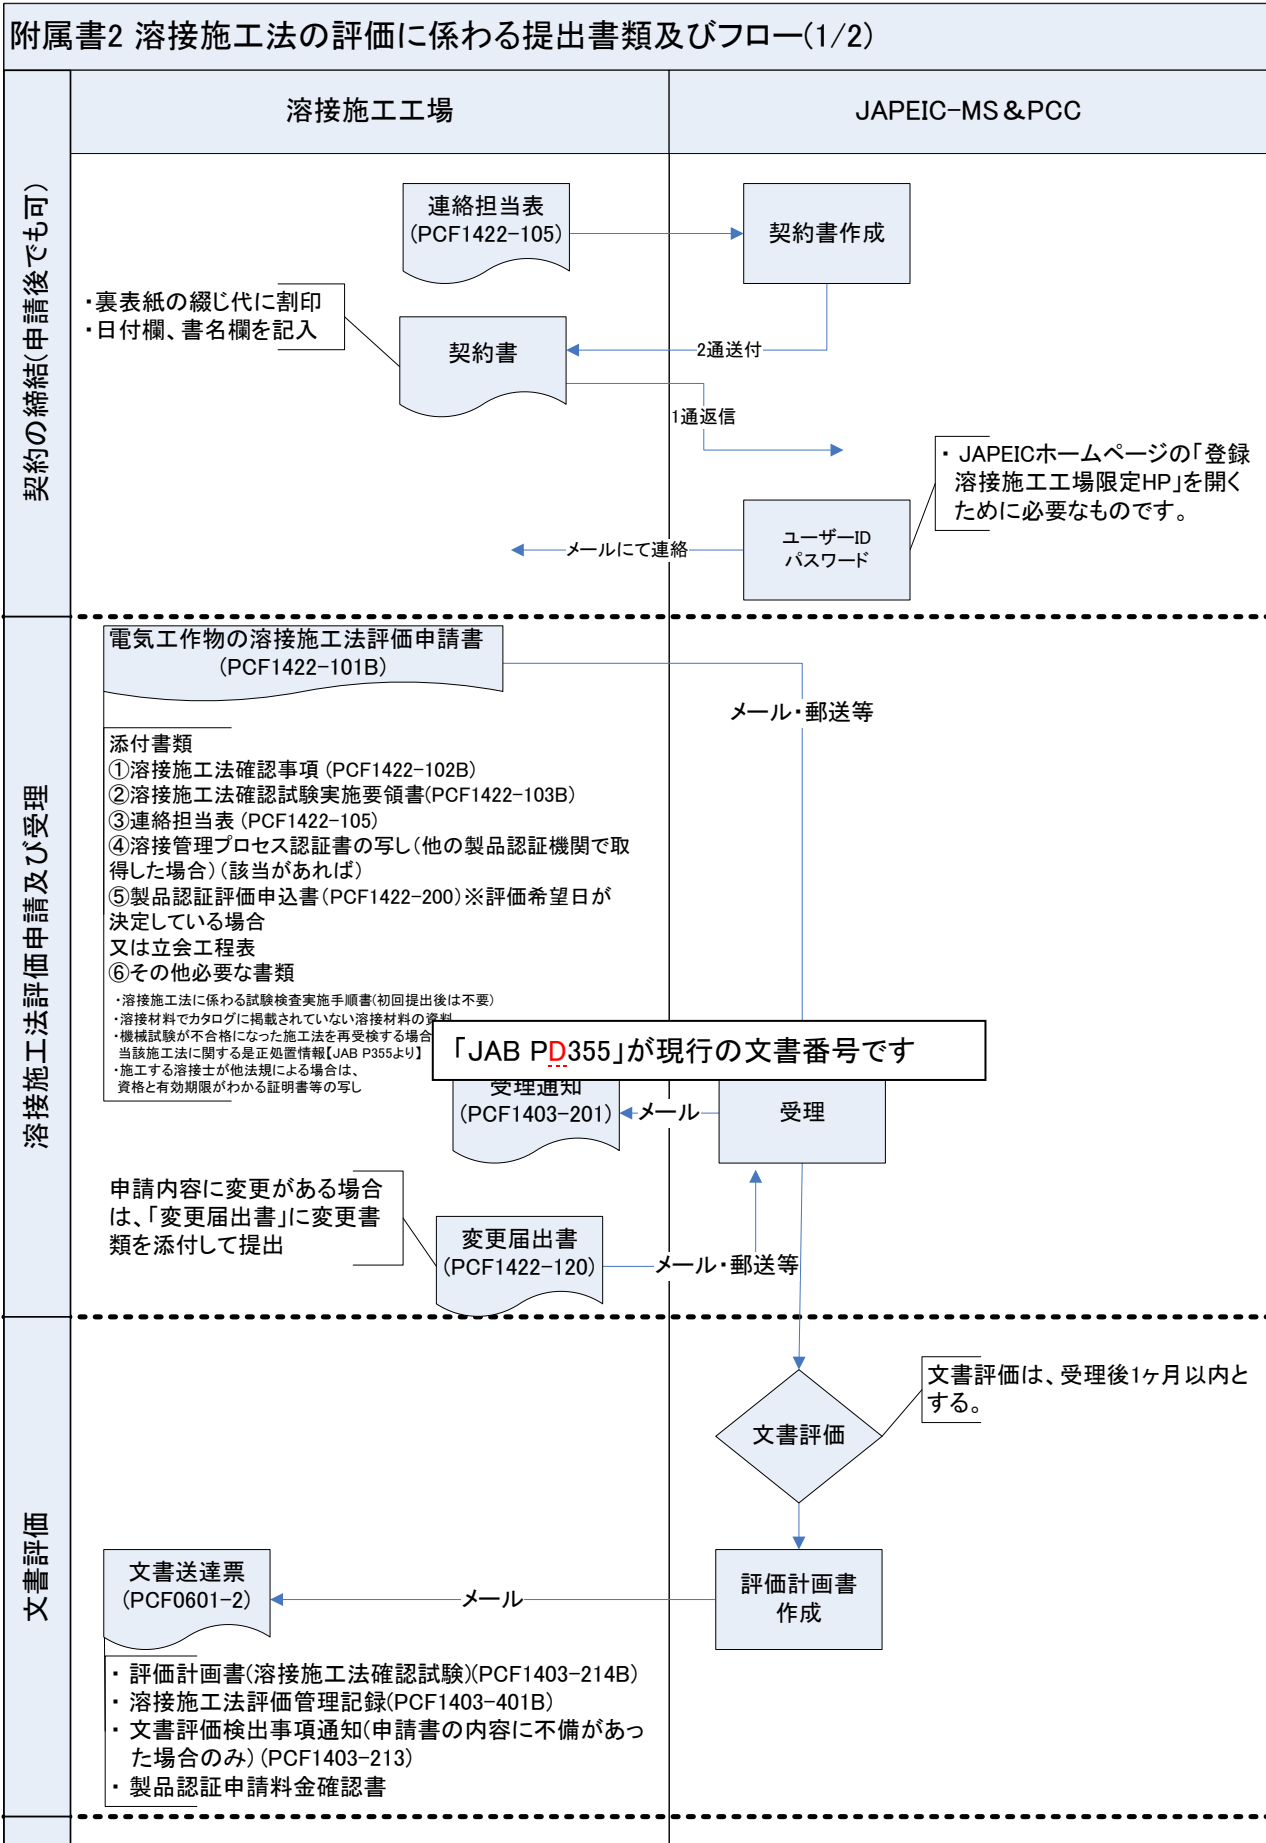 附属書2 溶接施工法の評価に係わる提出書類及びフロー(1/2)
溶接施工工場
JAPEIC-MS&PCC
契約の締結(申請後でも可)
連絡担当表
(PCF1422-105)
契約書作成
・裏表紙の綴じ代に割印
・日付欄、書名欄を記入
契約書
2通送付
1通返信
・ JAPEICホームページの「登録
溶接施工工場限定HP」を開く
ために必要なものです。
ユーザーID
パスワード
メールにて連絡
溶接施工法評価申請及び受理
電気工作物の溶接施工法評価申請書
(PCF1422-101B)
メール・郵送等
添付書類
①溶接施工法確認事項 (PCF1422-102B)
②溶接施工法確認試験実施要領書(PCF1422-103B)
③連絡担当表 (PCF1422-105)
④溶接管理プロセス認証書の写し(他の製品認証機関で取
得した場合) (該当があれば)
⑤製品認証評価申込書(PCF1422-200)※評価希望日が
決定している場合
又は立会工程表
⑥その他必要な書類
・溶接施工法に係わる試験検査実施手順書(初回提出後は不要)
・溶接材料でカタログに掲載されていない溶接材料の資料
・機械試験が不合格になった施工法を再受検する場合
当該施工法に関する是正処置情報【JAB P355より】
・施工する溶接士が他法規による場合は、
資格と有効期限がわかる証明書等の写し
「JAB PD355」が現行の文書番号です
受理通知
(PCF1403-201)
メール
受理
申請内容に変更がある場合
は、「変更届出書」に変更書
類を添付して提出
変更届出書
(PCF1422-120)
メール・郵送等
文書評価
文書評価
文書評価は、受理後1ヶ月以内と
する。
文書送達票
(PCF0601-2)
メール
評価計画書
作成
・ 評価計画書(溶接施工法確認試験)(PCF1403-214B)
・ 溶接施工法評価管理記録(PCF1403-401B)
・ 文書評価検出事項通知(申請書の内容に不備があっ
た場合のみ) (PCF1403-213)
・ 製品認証申請料金確認書